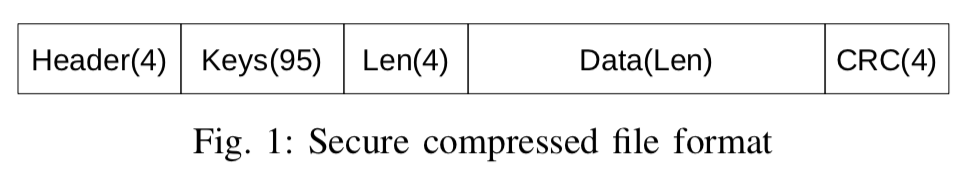 Header(4) Keys(95) Len(4) Data(Len) CRC(4)
Fig. 1: Secure compressed file format